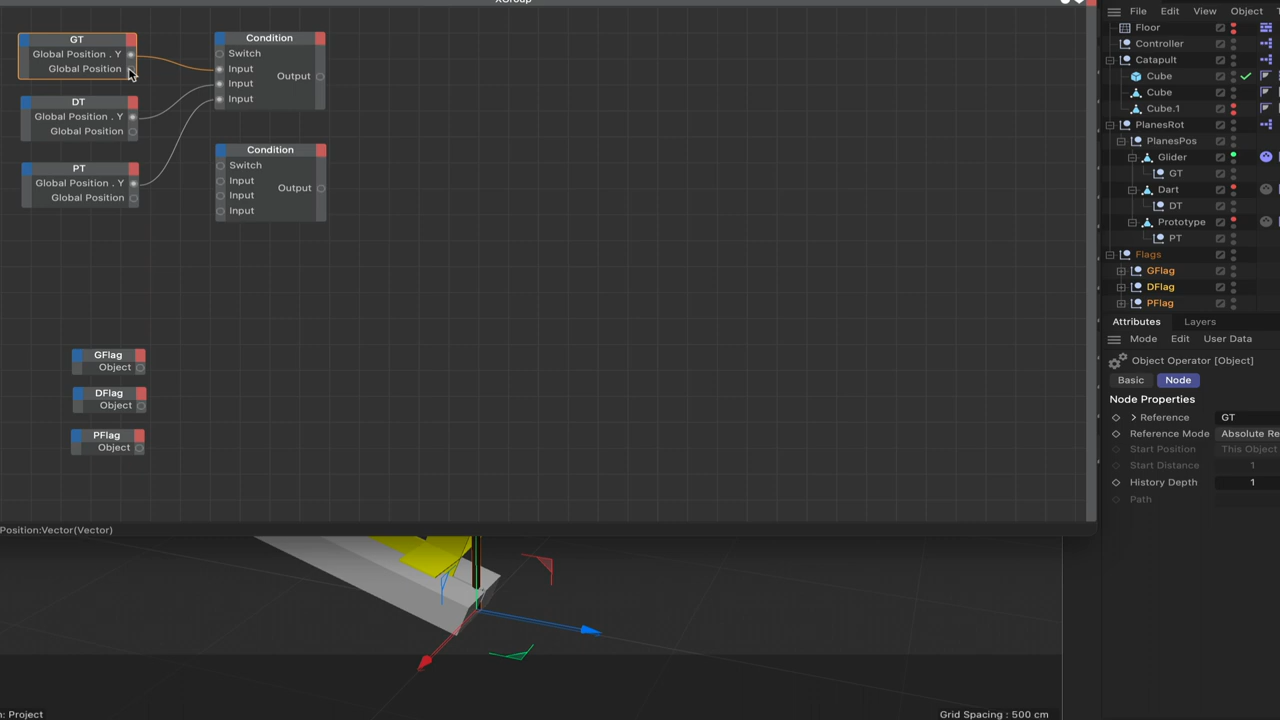 XGroup
GT
Global Position . Y
Global Position
DT
Global Position . Y
Global Position
PT
Global Position . Y
Global Position
Condition
Switch
Input
Input
Input
Output
Condition
Switch
Input
Input
Input
Output
GFlag
Object
DFlag
Object
PFlag
Object
Position:Vector(Vector)
: Project
Grid Spacing : 500 cm
File Edit View Object
Floor
Controller
Catapult
Cube
Cube
Cube.1
PlanesRot
PlanesPos
Glider
GT
Dart
DT
Prototype
PT
Flags
GFlag
DFlag
PFlag
Attributes Layers
Mode Edit User Data
Object Operator [Object]
Basic Node
Node Properties
> Reference GT
Reference Mode Absolute Re
Start Position This Object
Start Distance 1
History Depth 1
Path